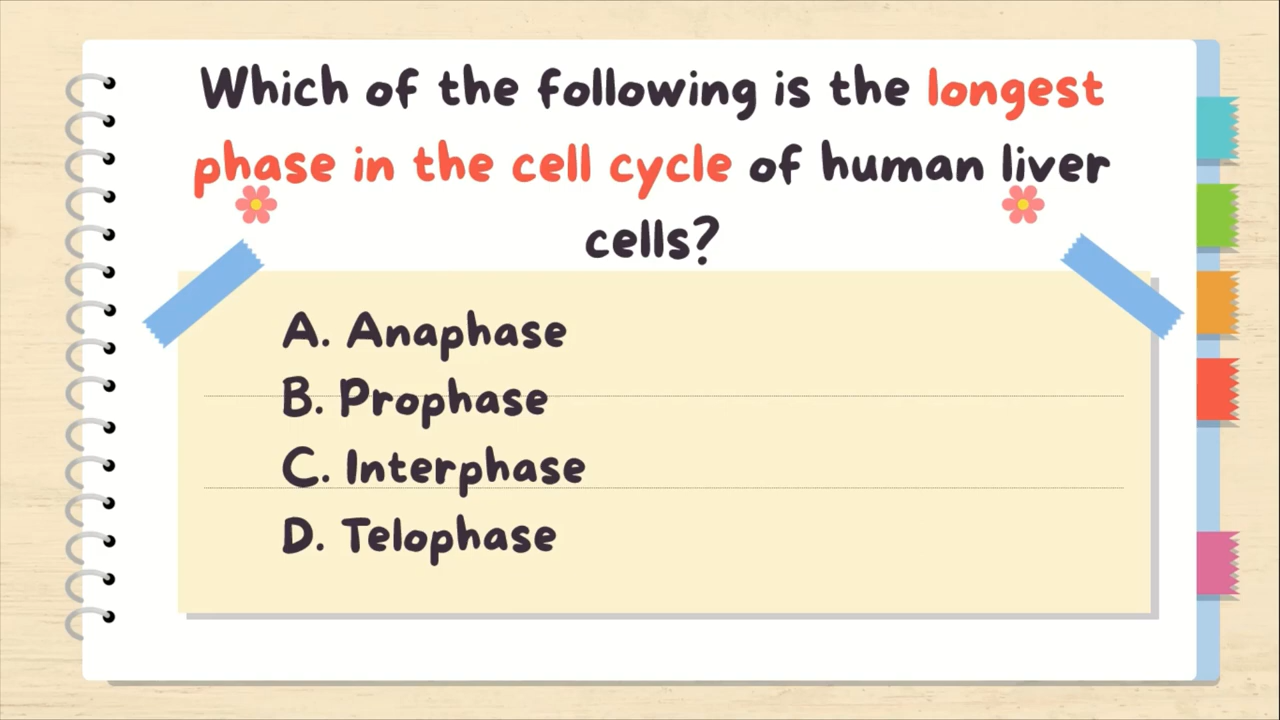 Which of the following is the longest
phase in the cell cycle of human liver
cells?
A. Anaphase
B. Prophase
C. Interphase
D. Telophase